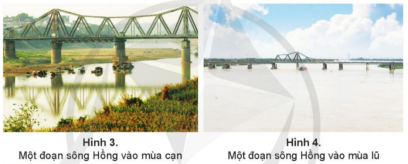 Hình 3.
Một đoạn sông Hồng vào mùa cạn
Hình 4.
Một đoạn sông Hồng vào mùa lũ